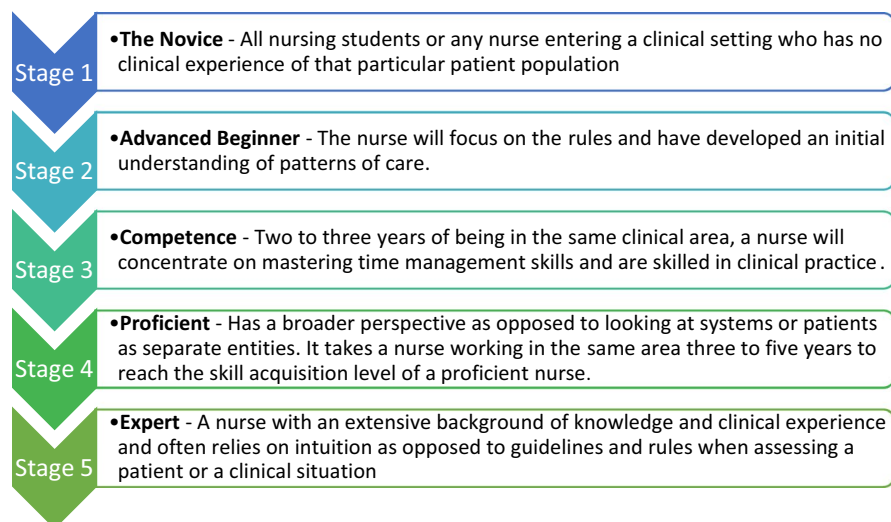 Stage 1
•The Novice - All nursing students or any nurse entering a clinical setting who has no
clinical experience of that particular patient population
Stage 2
•Advanced Beginner - The nurse will focus on the rules and have developed an initial
understanding of patterns of care.
Stage 3
•Competence - Two to three years of being in the same clinical area, a nurse will
concentrate on mastering time management skills and are skilled in clinical practice.
Stage 4
•Proficient - Has a broader perspective as opposed to looking at systems or patients
as separate entities. It takes a nurse working in the same area three to five years to
reach the skill acquisition level of a proficient nurse.
Stage 5
•Expert - A nurse with an extensive background of knowledge and clinical experience
and often relies on intuition as opposed to guidelines and rules when assessing a
patient or a clinical situation